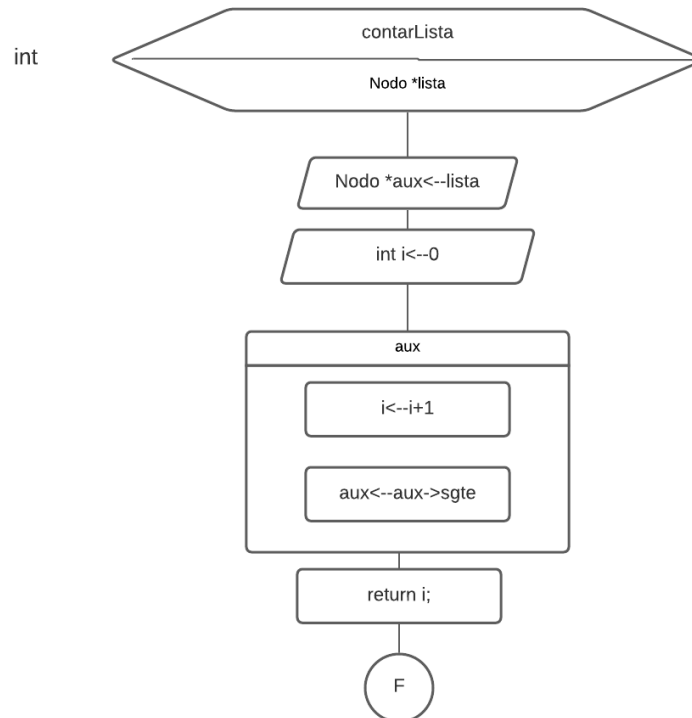 contarLista
int
Nodo *lista
Nodo *aux<--lista
int i<--0
aux
i<--i+1
aux<--aux->sgte
return i;
F